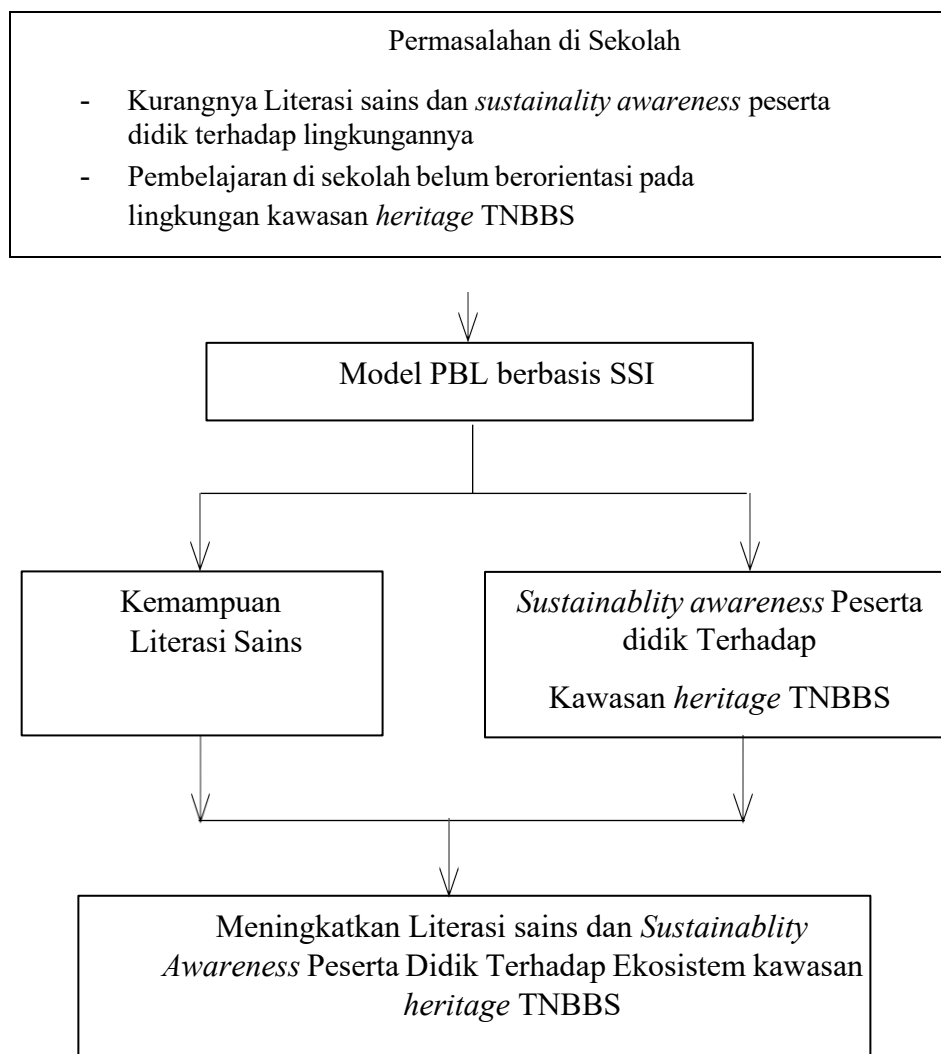 Permasalahan di Sekolah
- Kurangnya Literasi sains dan sustainality awareness peserta
didik terhadap lingkungannya
- Pembelajaran di sekolah belum berorientasi pada
lingkungan kawasan heritage TNBBS
Model PBL berbasis SSI
Kemampuan
Literasi Sains
Sustainablity awareness Peserta
didik Terhadap
Kawasan heritage TNBBS
Meningkatkan Literasi sains dan Sustainablity
Awareness Peserta Didik Terhadap Ekosistem kawasan
heritage TNBBS